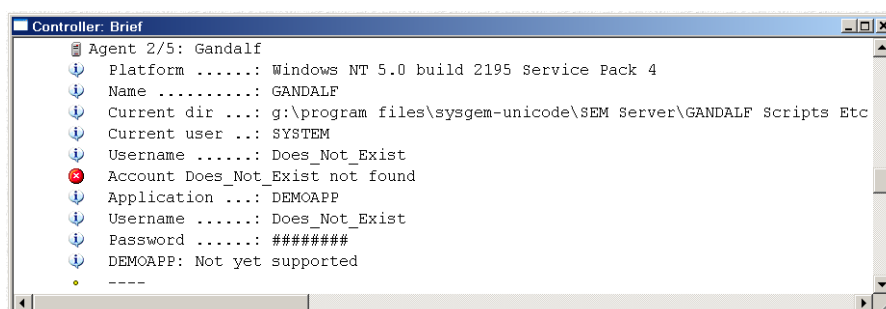 Controller: Brief
Agent 2/5: Gandalf
Platform ......: Windows NT 5.0 build 2195 Service Pack 4
Name ..........: GANDALF
Current dir ...: g:\program files\sysgem-unicode\SEM Server\GANDALF Scripts Etc
Current user ..: SYSTEM
Username ......: Does_Not_Exist
Account Does_Not_Exist not found
Application ...: DEMOAPP
Username ......: Does_Not_Exist
Password ......: ########
DEMOAPP: Not yet supported
----